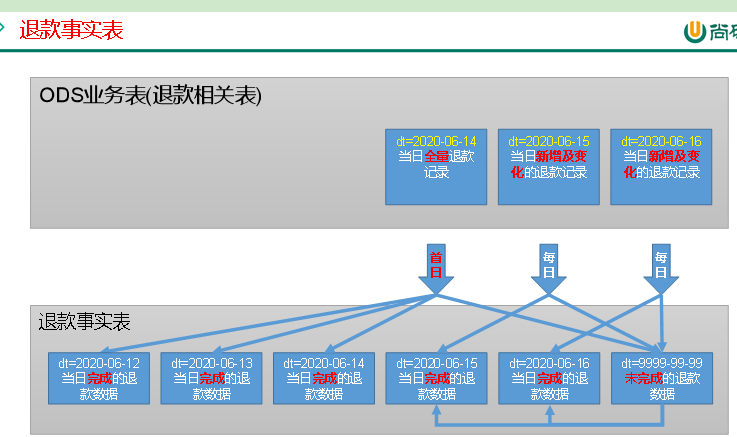 退款事实表
尚
ODS业务表(退款相关表)
dt=2020-06-14
当日全量退款
记录
dt=2020-06-15
当日新增及变
化的退款记录
dt=2020-06-16
当日新增及变
化的退款记录
首
日
每
日
每
日
退款事实表
dt=2020-06-12
当日完成的退
款数据
dt=2020-06-13
当日完成的退
款数据
dt=2020-06-14
当日完成的退
款数据
dt=2020-06-15
当日完成的退
款数据
dt=2020-06-16
当日完成的退
款数据
dt=9999-99-99
未完成的退款
数据